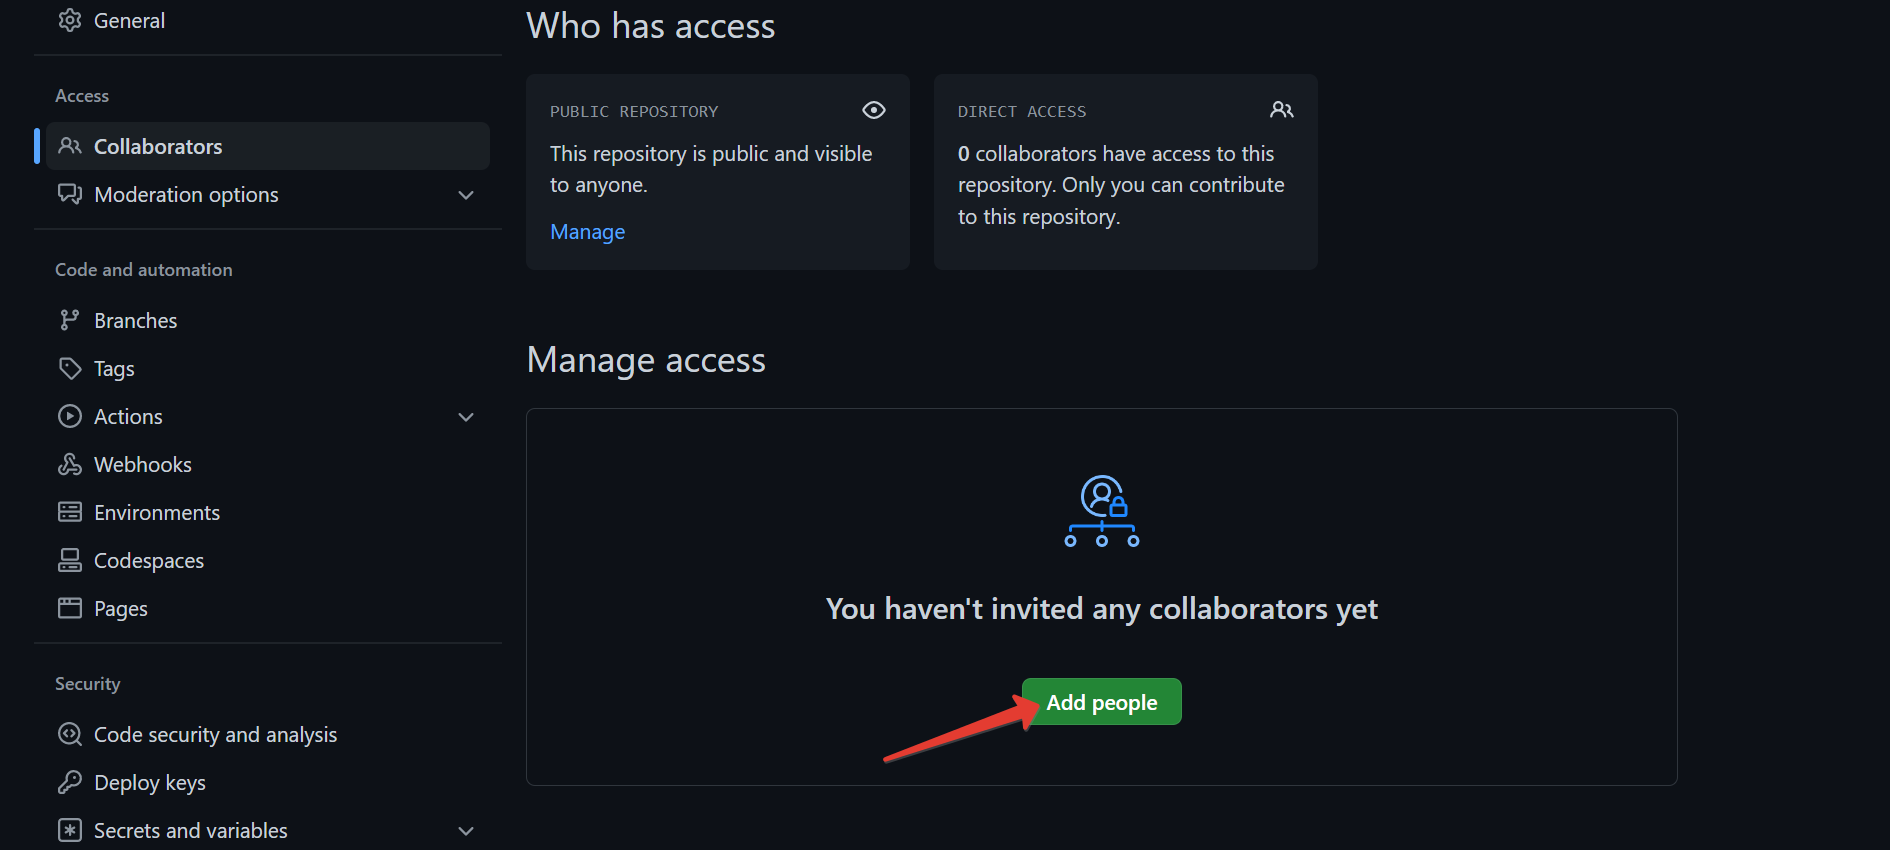 General
Access
Collaborators
Moderation options
Code and automation
Branches
Tags
Actions
Webhooks
Environments
Codespaces
Pages
Security
Code security and analysis
Deploy keys
Secrets and variables
Who has access
PUBLIC REPOSITORY
This repository is public and visible
to anyone.
Manage
DIRECT ACCESS
0 collaborators have access to this
repository. Only you can contribute
to this repository.
Manage access
You haven't invited any collaborators yet
Add people